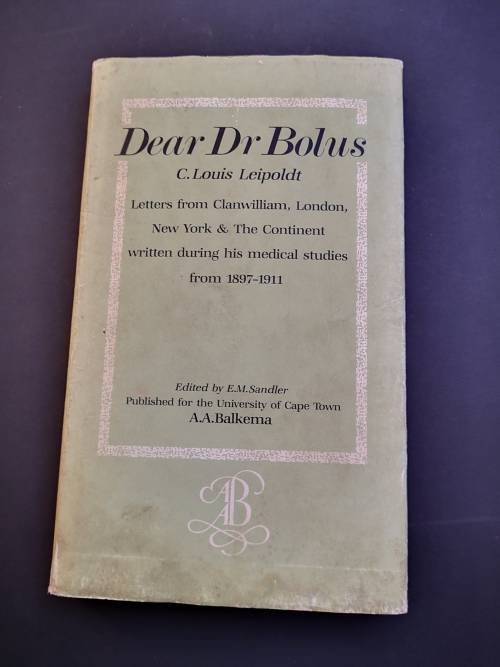 Dear Dr Bolus
C. Louis Leipoldt
Letters from Clanwilliam, London,
New York & The Continent
written during his medical studies
from 1897-1911
Edited by E.M. Sandler
Published for the University of Cape Town
A.A.Balkema
AAB